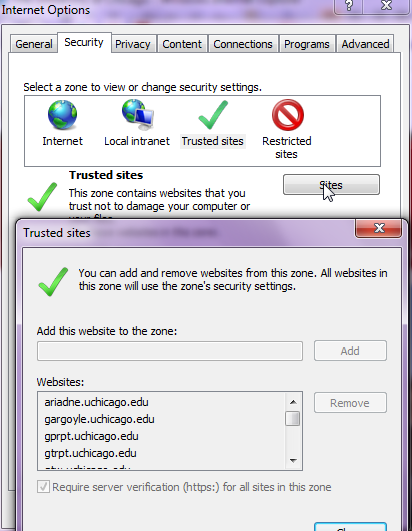 Internet Options
General Security Privacy Content Connections Programs Advanced
Select a zone to view or change security settings.
Internet Local intranet Trusted sites Restricted
sites
Trusted sites
This zone contains websites that you
trust not to damage your computer or
your files.
Sites
Trusted sites
You can add and remove websites from this zone. All websites in
this zone will use the zone's security settings.
Add this website to the zone:
Add
Websites:
ariadne.uchicago.edu
Remove
gargoyle.uchicago.edu
gprpt.uchicago.edu
gtrpt.uchicago.edu
Require server verification (https:) for all sites in this zone